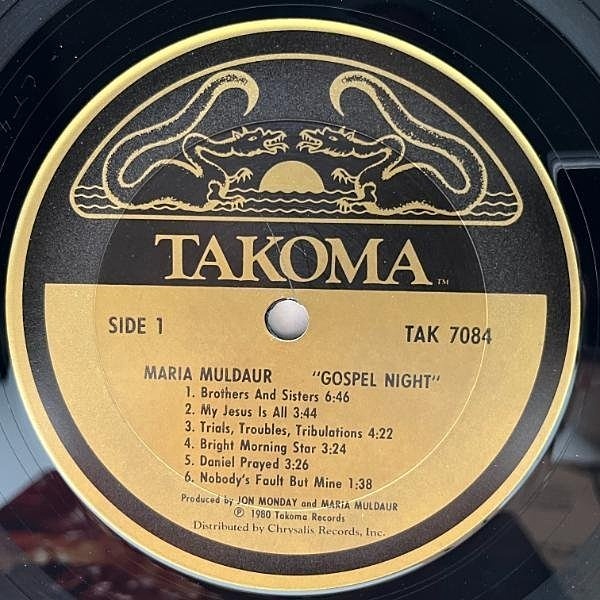 TAKOMA™
SIDE 1 TAK 7084
MARIA MULDAUR "GOSPEL NIGHT"
1. Brothers And Sisters 6:46
2. My Jesus Is All 3:44
3. Trials, Troubles, Tribulations 4:22
4. Bright Morning Star 3:24
5. Daniel Prayed 3:26
6. Nobody's Fault But Mine 1:38
Produced by JON MONDAY and MARIA MULDAUR
℗ 1980 Takoma Records
Distributed by Chrysalis Records, Inc.